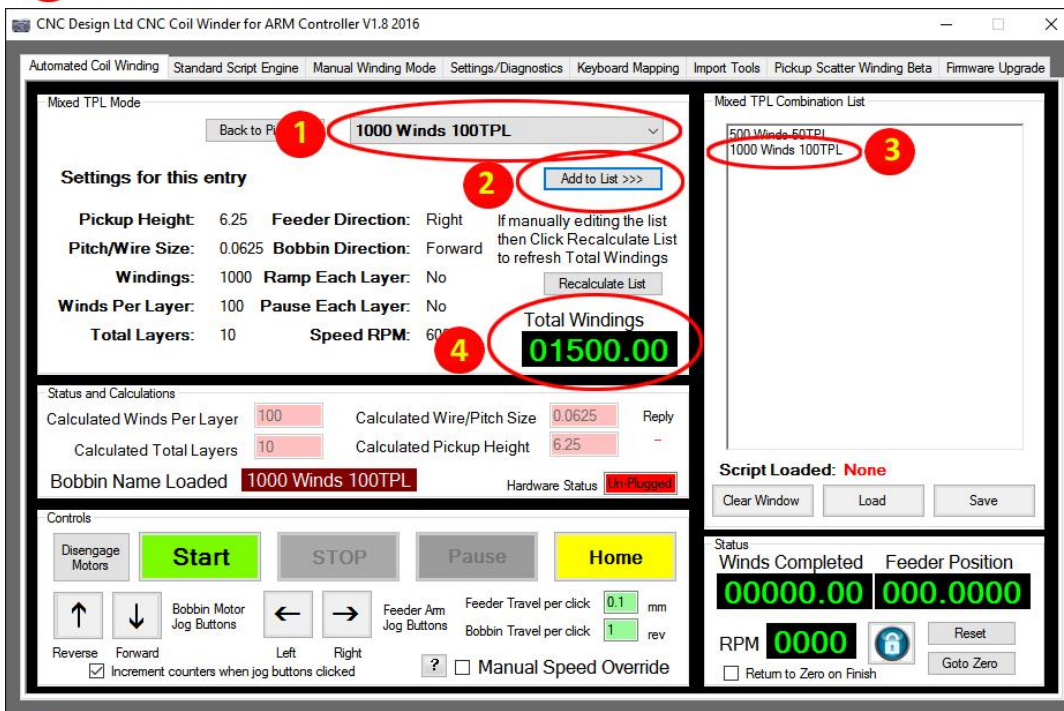 CNC Design Ltd CNC Coil Winder for ARM Controller V1.8 2016
Automated Coil Winding Standard Script Engine Manual Winding Mode Settings/Diagnostics Keyboard Mapping Import Tools Pickup Scatter Winding Beta Firmware Upgrade
Mixed TPL Mode
Back to
1
1000 Winds 100TPL
Settings for this entry
2
Add to List >>>
Pickup Height: 6.25 Feeder Direction: Right
Pitch/Wire Size: 0.0625 Bobbin Direction: Forward
Windings: 1000 Ramp Each Layer: No
Winds Per Layer: 100 Pause Each Layer: No
Total Layers: 10 Speed RPM:
If manually editing the list
then Click Recalculate List
to refresh Total Windings
Recalculate List
4
Total Windings
01500.00
Mixed TPL Combination List
500 Winds 50TPL
1000 Winds 100TPL
3
Script Loaded: None
Clear Window Load Save
Status and Calculations
Calculated Winds Per Layer 100 Calculated Wire/Pitch Size 0.0625 Reply
Calculated Total Layers 10 Calculated Pickup Height 6.25 -
Bobbin Name Loaded 1000 Winds 100TPL Hardware Status Un-Plugged
Controls
Disengage
Motors
Start STOP Pause Home
↑ ↓ Bobbin Motor
Jog Buttons
← → Feeder Arm
Jog Buttons
Feeder Travel per click 0.1 mm
Bobbin Travel per click 1 rev
Reverse Forward Left Right
Increment counters when jog buttons clicked
? Manual Speed Override
Status
Winds Completed Feeder Position
00000.00 000.0000
RPM 0000
Reset
Goto Zero
Return to Zero on Finish